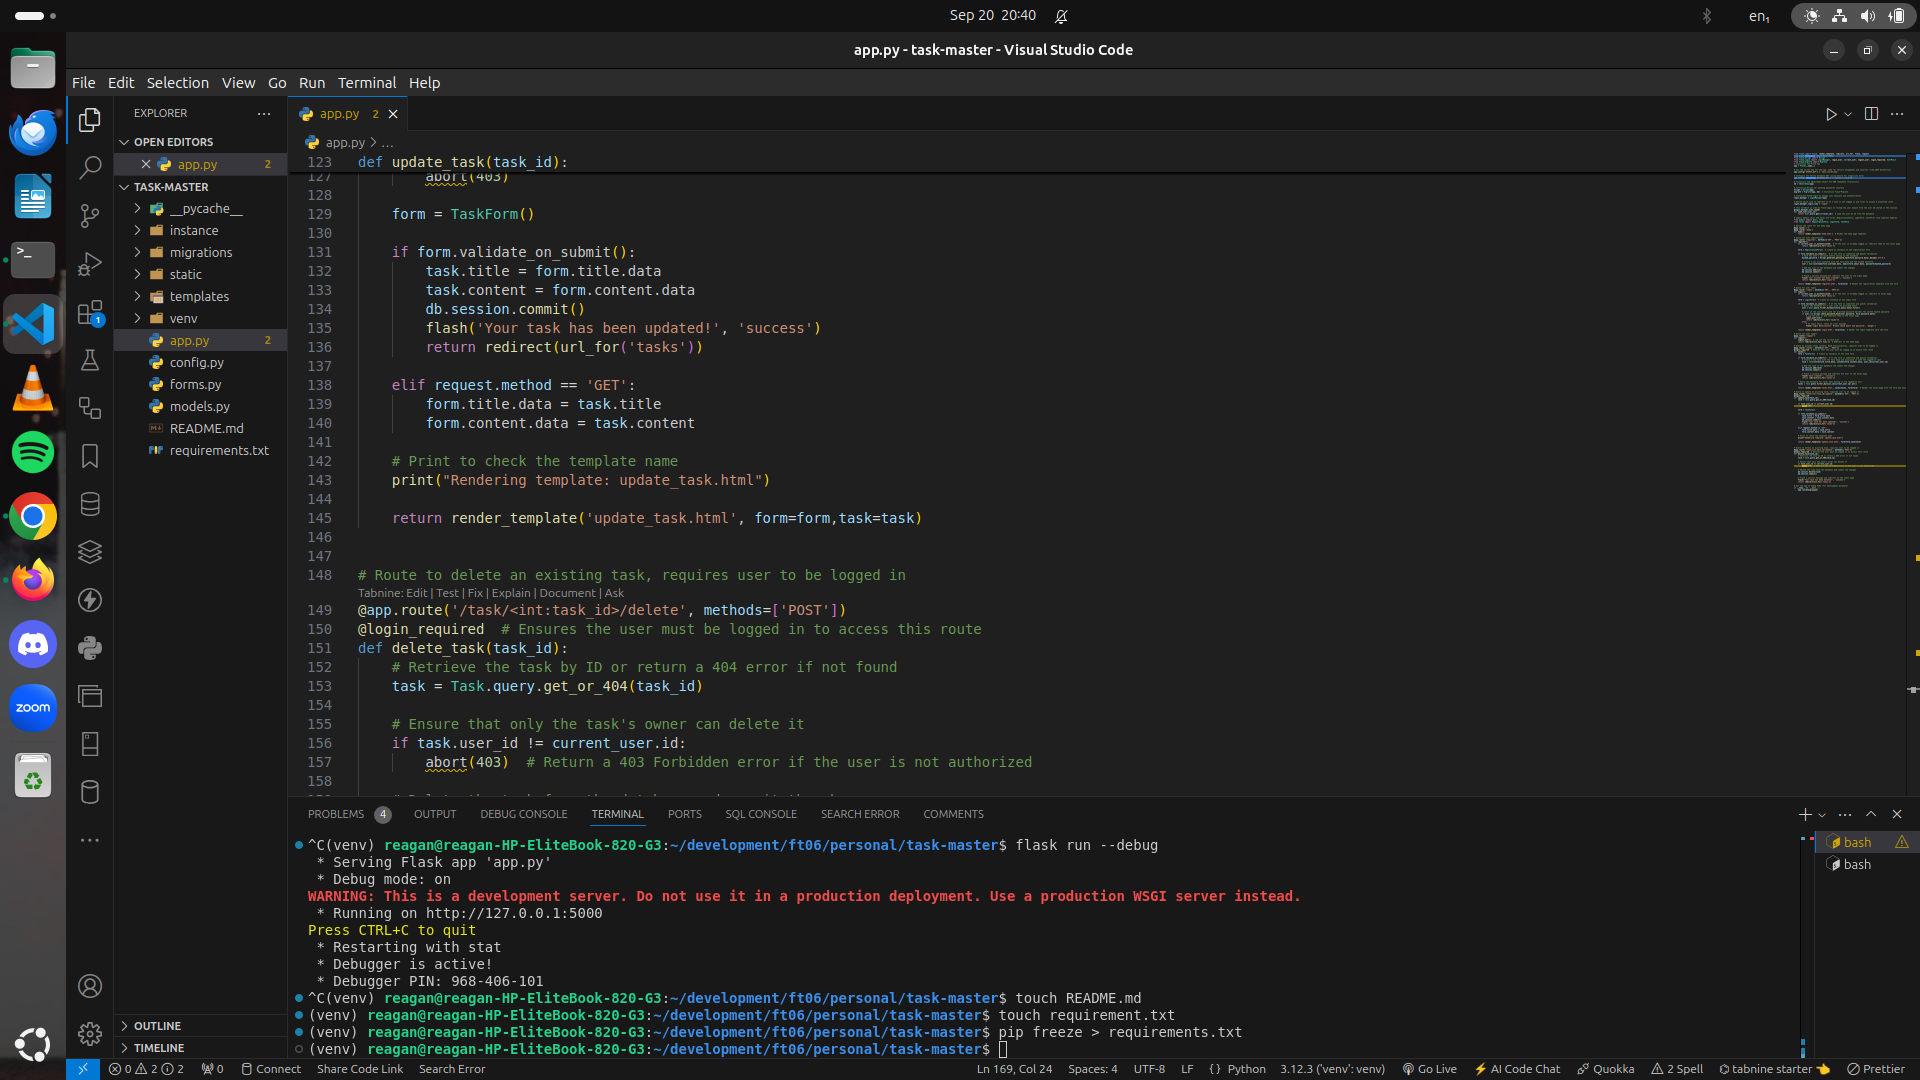 Sep 20 20:40
en₁
app.py - task-master - Visual Studio Code
File Edit Selection View Go Run Terminal Help
EXPLORER
OPEN EDITORS
app.py 2
TASK-MASTER
__pycache__
instance
migrations
static
templates
venv
app.py 2
config.py
forms.py
models.py
README.md
requirements.txt
OUTLINE
TIMELINE
zoom
1
app.py 2
app.py > ...
123 def update_task(task_id):
127 abort(403)
128
129 form = TaskForm()
130
131 if form.validate_on_submit():
132 task.title = form.title.data
133 task.content = form.content.data
134 db.session.commit()
135 flash('Your task has been updated!', 'success')
136 return redirect(url_for('tasks'))
137
138 elif request.method == 'GET':
139 form.title.data = task.title
140 form.content.data = task.content
141
142 # Print to check the template name
143 print("Rendering template: update_task.html")
144
145 return render_template('update_task.html', form=form,task=task)
146
147
148 # Route to delete an existing task, requires user to be logged in
Tabnine: Edit | Test | Fix | Explain | Document | Ask
149 @app.route('/task/<int:task_id>/delete', methods=['POST'])
150 @login_required # Ensures the user must be logged in to access this route
151 def delete_task(task_id):
152 # Retrieve the task by ID or return a 404 error if not found
153 task = Task.query.get_or_404(task_id)
154
155 # Ensure that only the task's owner can delete it
156 if task.user_id != current_user.id:
157 abort(403) # Return a 403 Forbidden error if the user is not authorized
158
PROBLEMS 4 OUTPUT DEBUG CONSOLE TERMINAL PORTS SQL CONSOLE SEARCH ERROR COMMENTS
^C(venv) reagan@reagan-HP-EliteBook-820-G3:~/development/ft06/personal/task-master$ flask run --debug
* Serving Flask app 'app.py'
* Debug mode: on
WARNING: This is a development server. Do not use it in a production deployment. Use a production WSGI server instead.
* Running on http://127.0.0.1:5000
Press CTRL+C to quit
* Restarting with stat
* Debugger is active!
* Debugger PIN: 968-406-101
^C(venv) reagan@reagan-HP-EliteBook-820-G3:~/development/ft06/personal/task-master$ touch README.md
(venv) reagan@reagan-HP-EliteBook-820-G3:~/development/ft06/personal/task-master$ touch requirement.txt
(venv) reagan@reagan-HP-EliteBook-820-G3:~/development/ft06/personal/task-master$ pip freeze > requirements.txt
(venv) reagan@reagan-HP-EliteBook-820-G3:~/development/ft06/personal/task-master$
bash
bash
0 2 2 0 Connect Share Code Link Search Error Ln 169, Col 24 Spaces: 4 UTF-8 LF {} Python 3.12.3 ('venv': venv) Go Live AI Code Chat Quokka 2 Spell tabnine starter Prettier